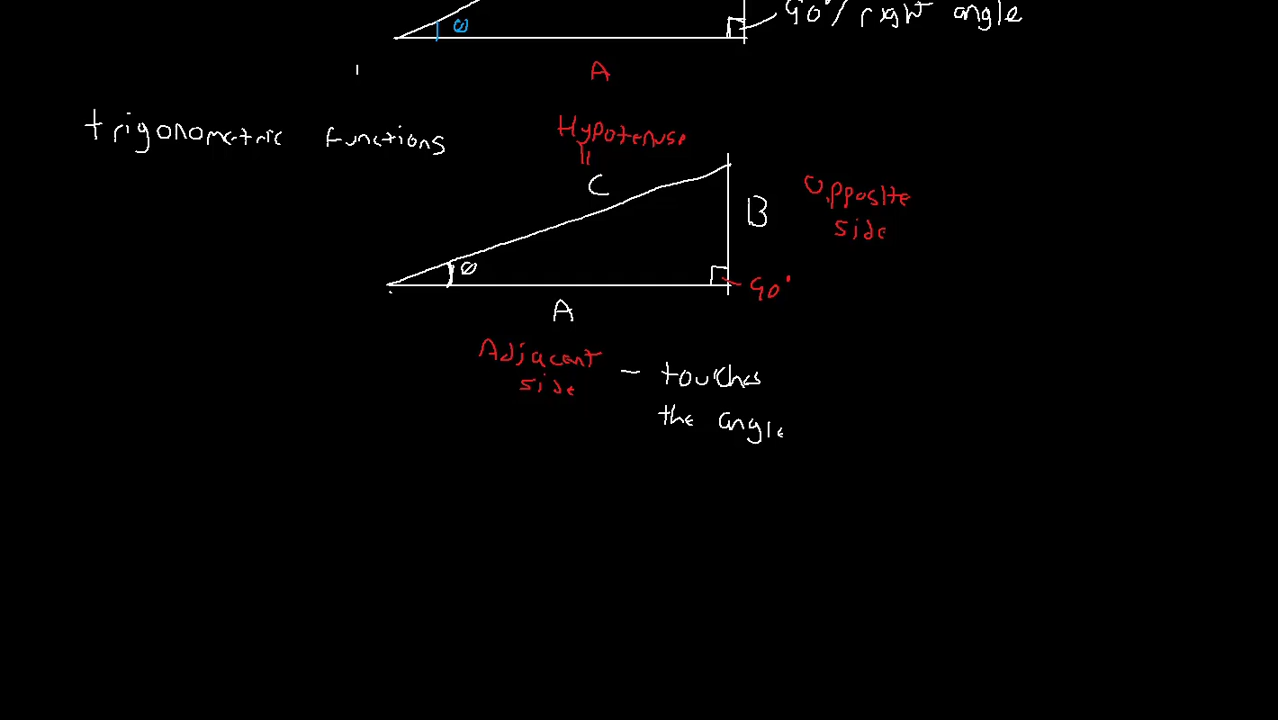 90°/ right angle
θ
A
trigonometric functions
Hypotenuse
C
B
Opposite
side
θ
90°
A
Adjacent
side
– touches
the angle